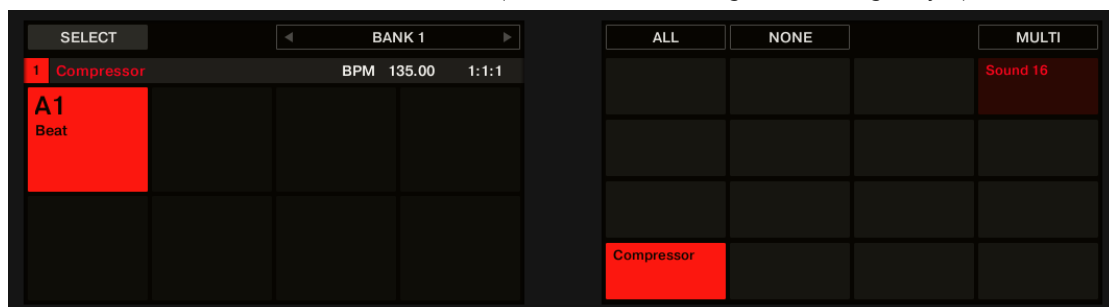 SELECT
BANK 1
1 Compressor BPM 135.00 1:1:1
A1
Beat
ALL NONE MULTI
Sound 16
Compressor